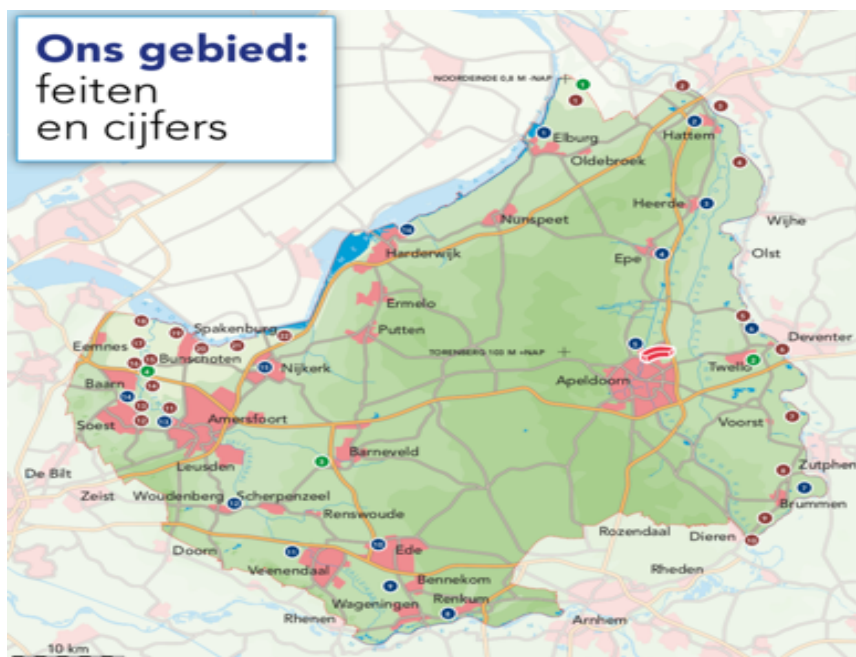 Ons gebied:
feiten
en cijfers
NOORDEINDE 0,8 M -NAP
Hattem
Elburg
Oldebroek
Heerde
Nunspeet
Wijhe
Harderwijk
Epe
Olst
Ermelo
Spakenburg
Putten
Eemnes
Deventer
Bunschoten
TORENBERG 100 M +NAP
Nijkerk
Twello
Baarn
Apeldoorn
Amersfoort
Soest
Voorst
Barneveld
Leusden
Zutphen
De Bilt
Zeist
Woudenberg
Scherpenzeel
Brummen
Renswoude
Rozendaal
Dieren
Doorn
Ede
Veenendaal
Rheden
Bennekom
Wageningen
Renkum
Rhenen
Arnhem
10 km